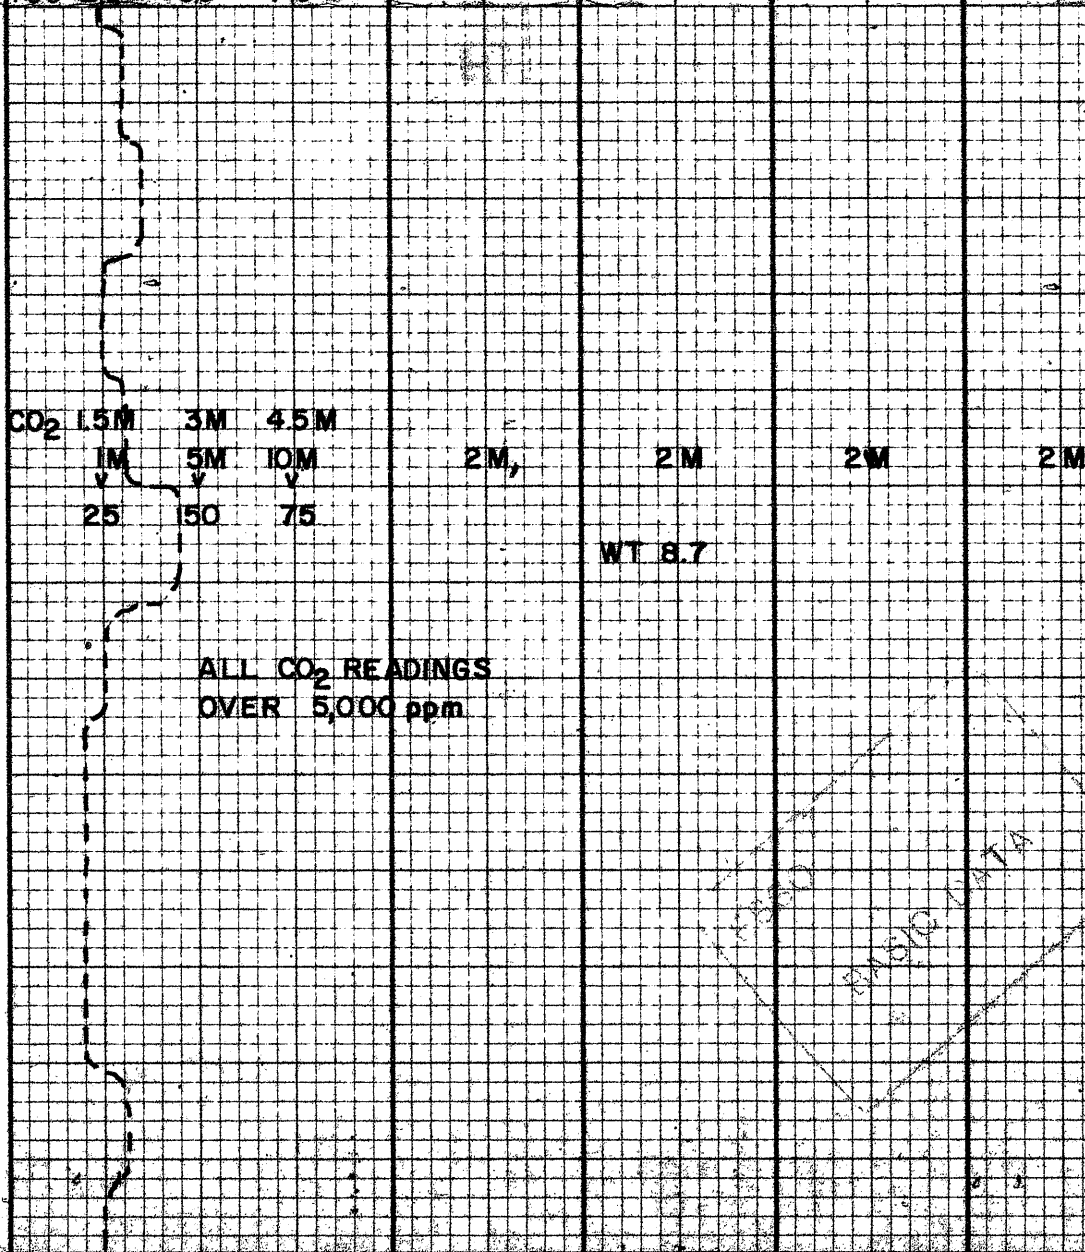 CO2 1.5M 3M 4.5M
1M 5M 10M 2M, 2M 2M 2M
25 50 75
WT 8.7
ALL CO2 READINGS
OVER 5,000 ppm
BASIC DATA